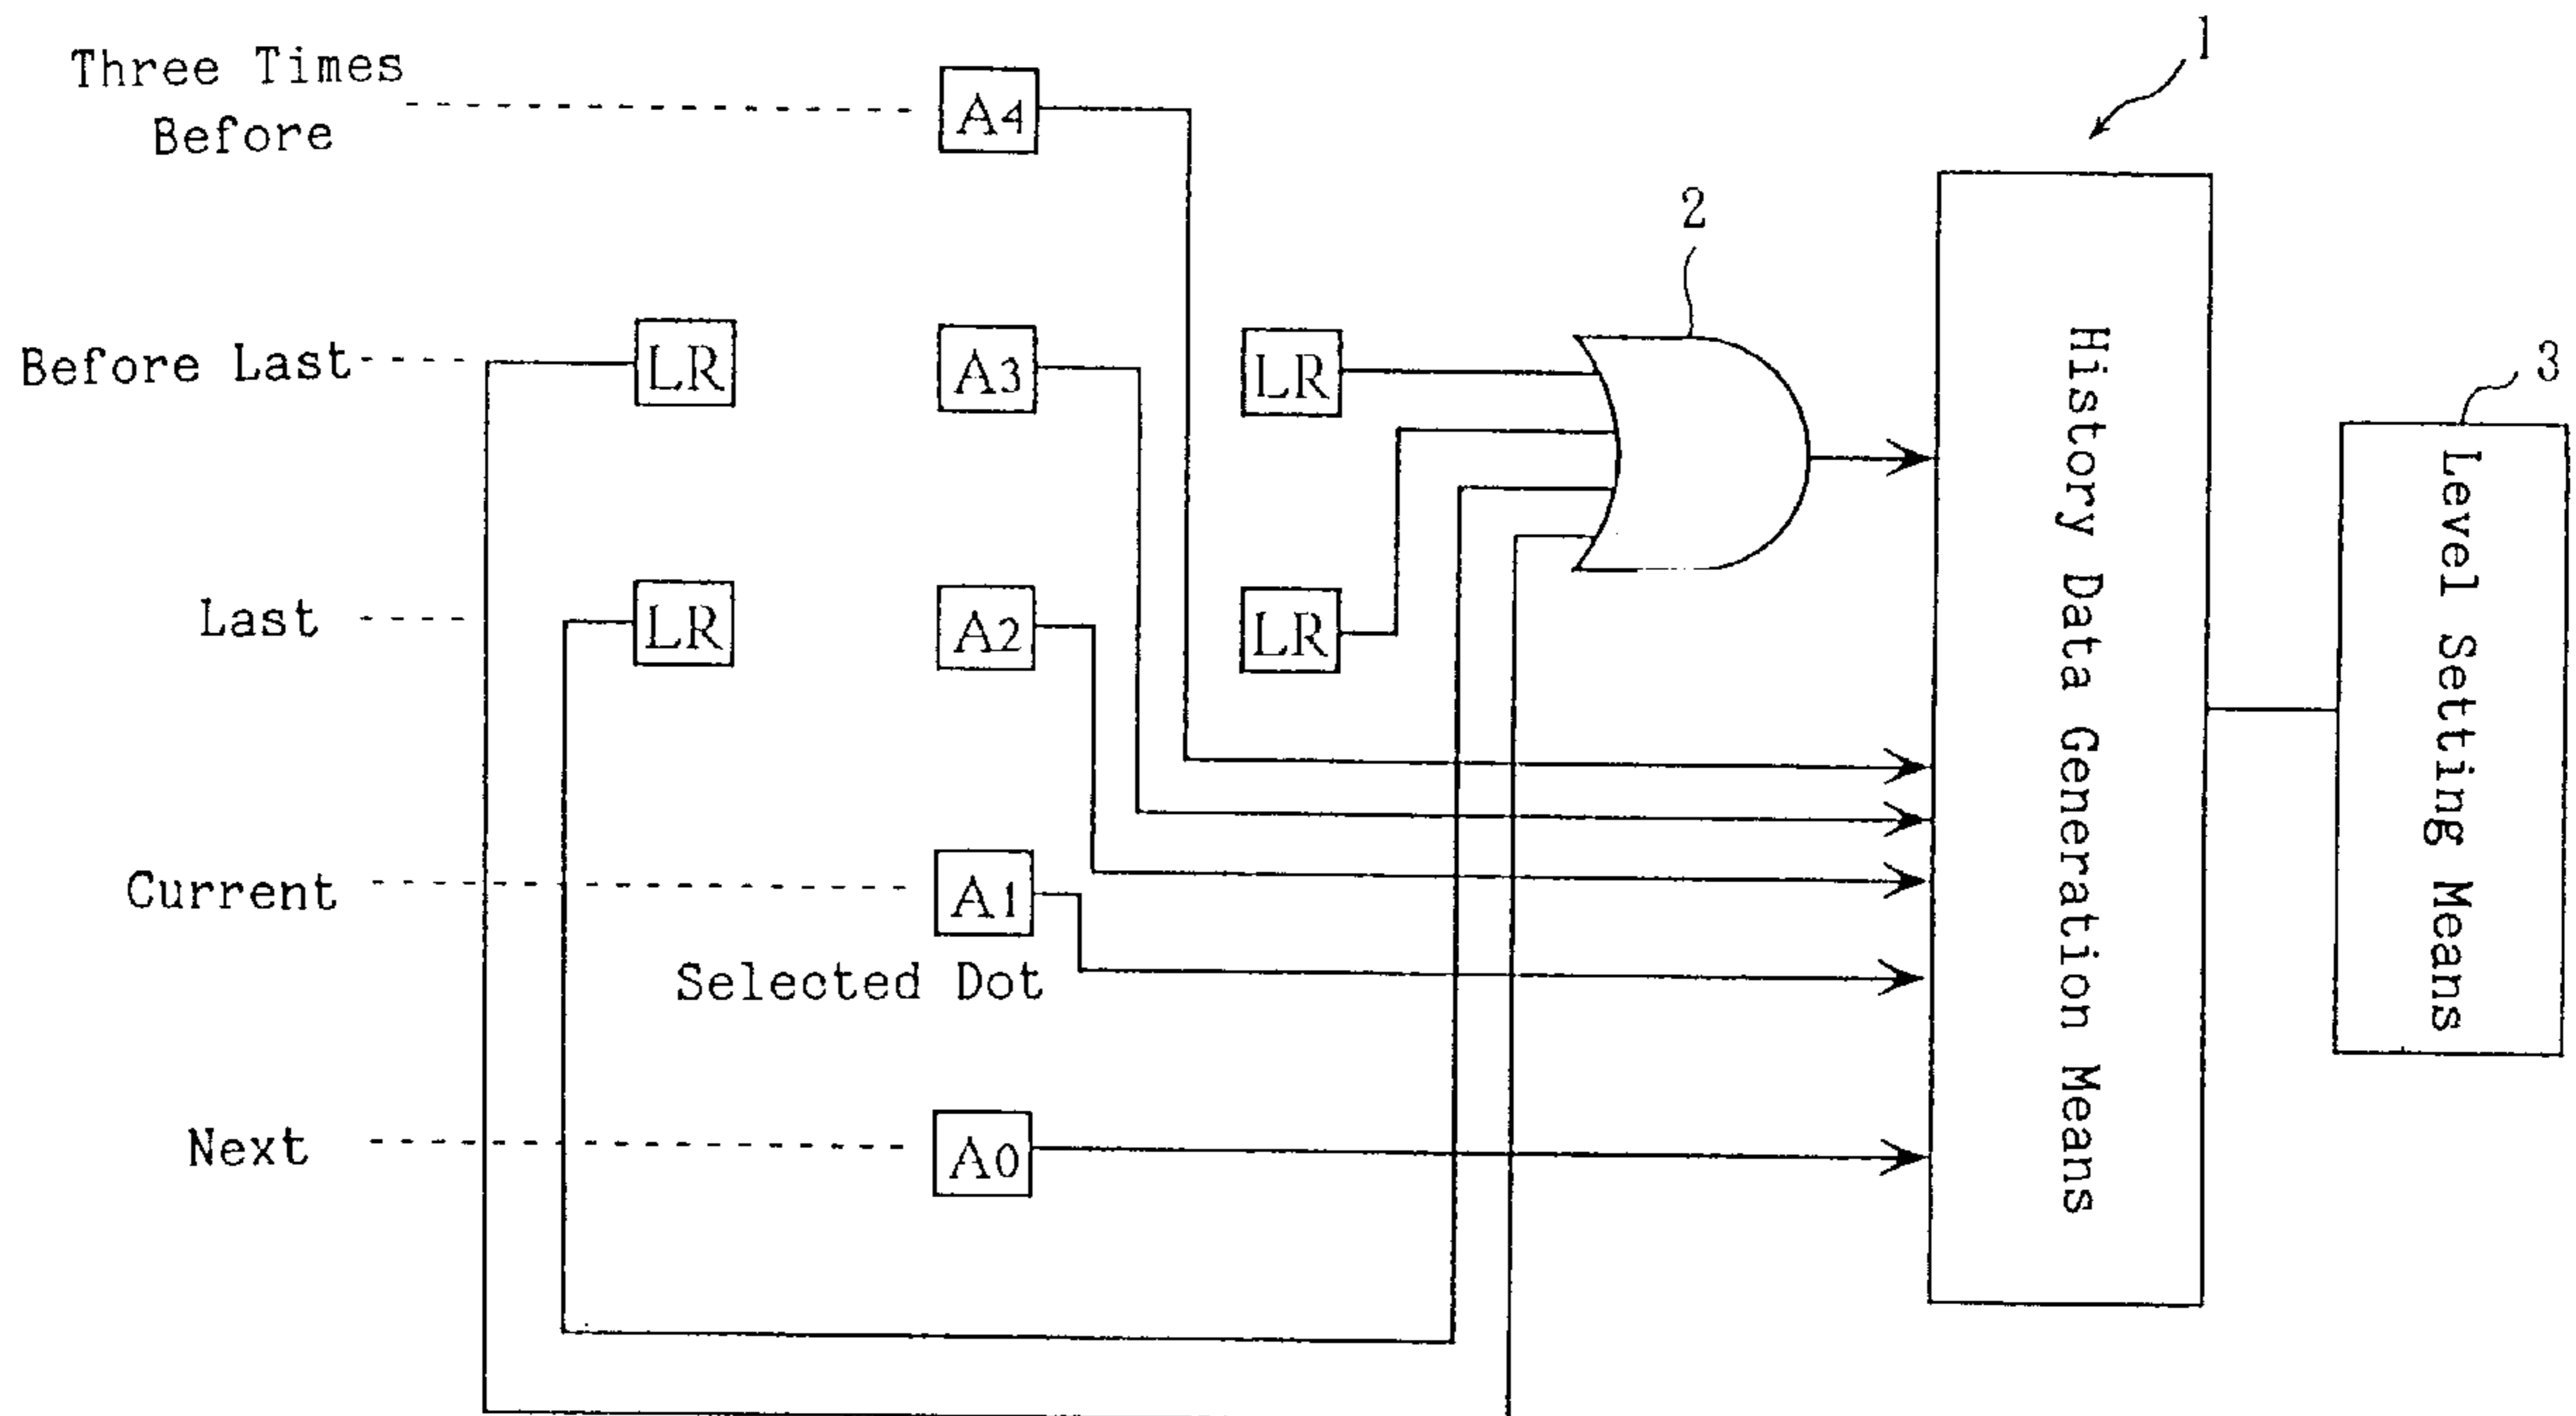 1
Three Times
Before
A4
2
Before Last
LR
A3
LR
3
Last
LR
A2
LR
Current
A1
Selected Dot
Next
A0
History Data Generation Means
Level Setting Means